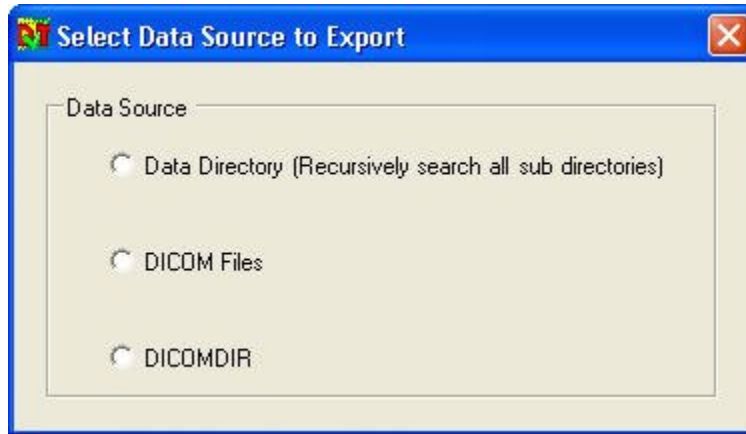 Select Data Source to Export
Data Source
Data Directory (Recursively search all sub directories)
DICOM Files
DICOMDIR